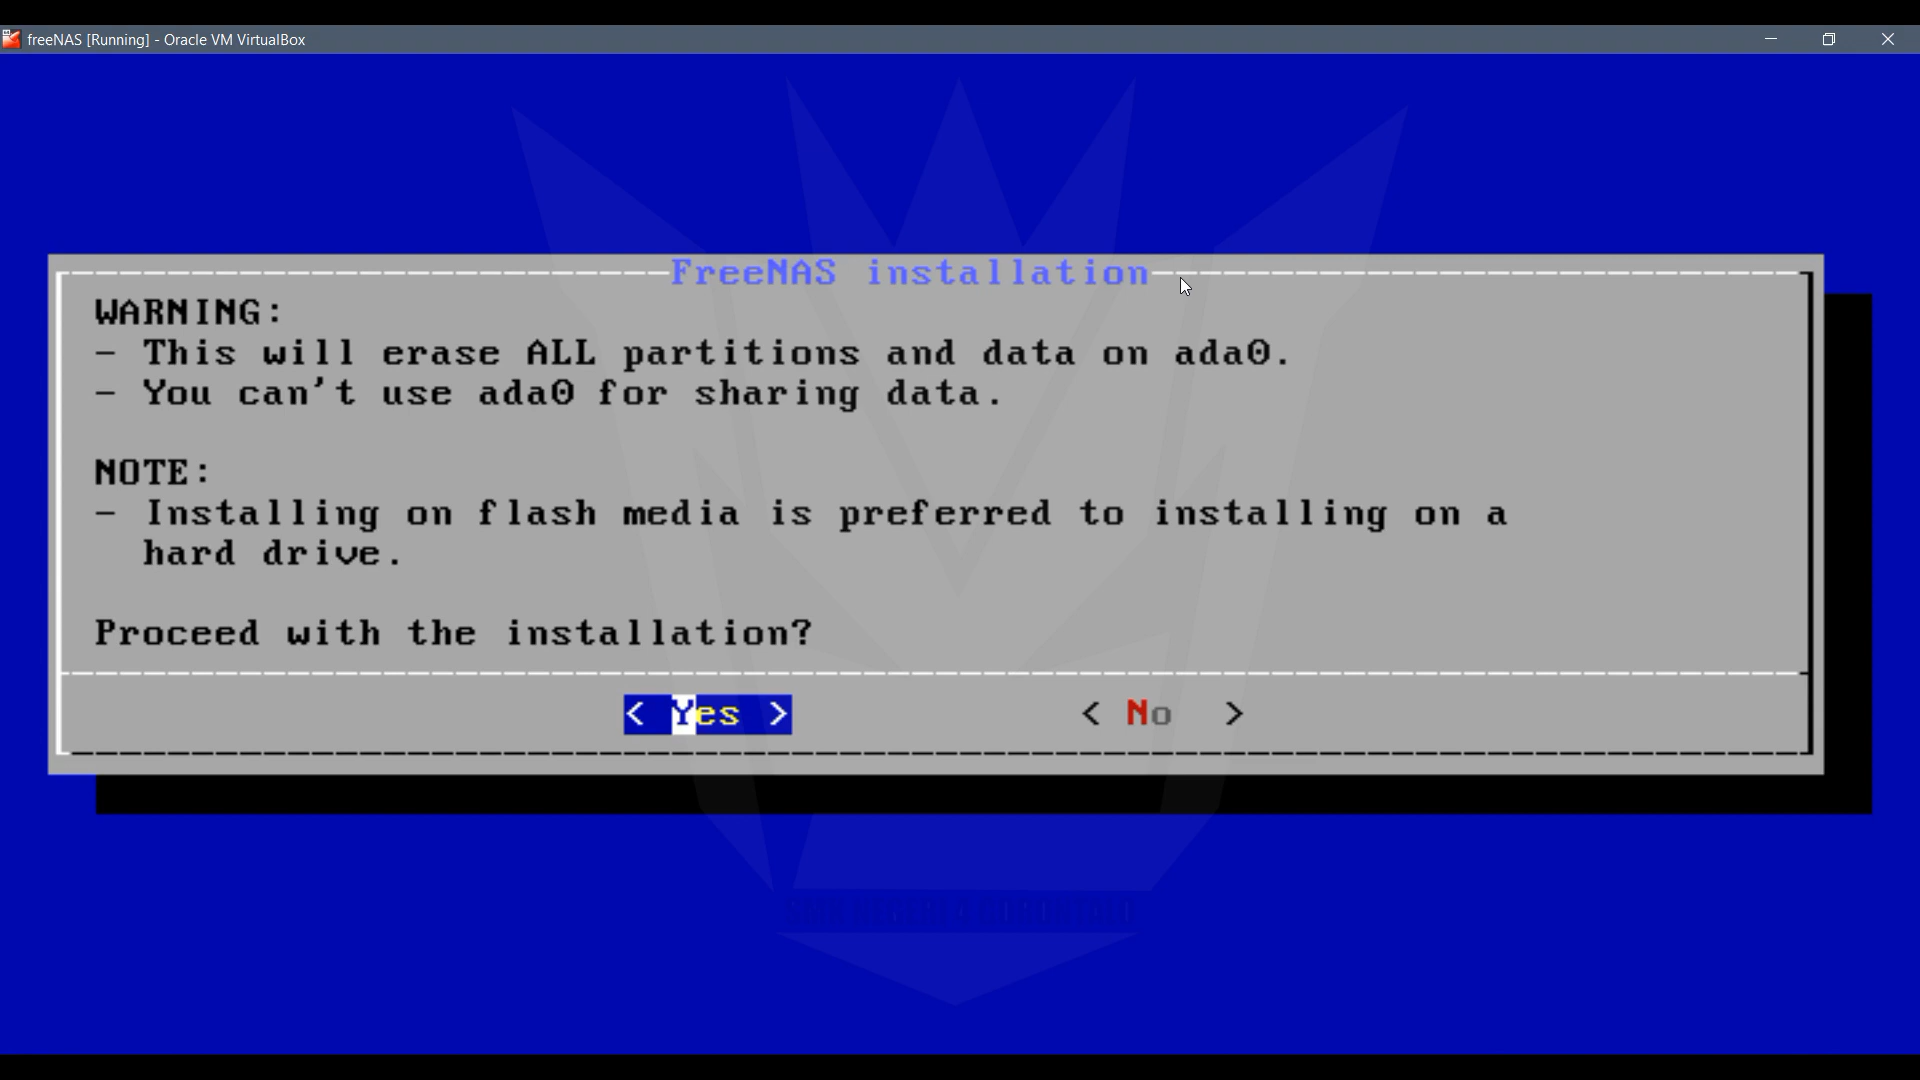 freeNAS [Running] - Oracle VM VirtualBox
FreeNAS installation
WARNING:
- This will erase ALL partitions and data on ada0.
- You can't use ada0 for sharing data.
NOTE:
- Installing on flash media is preferred to installing on a
hard drive.
Proceed with the installation?
< Yes > < No >